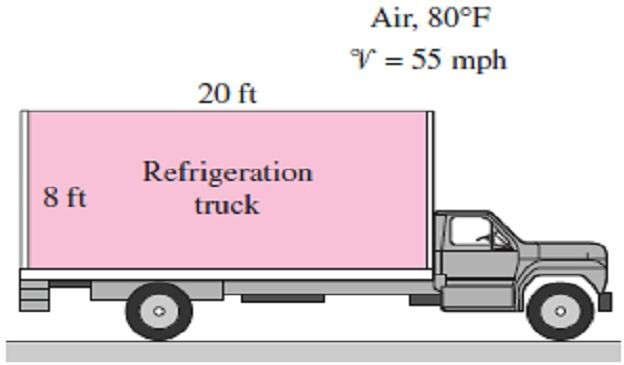 Air, 80°F
𝒱 = 55 mph
20 ft
Refrigeration
truck
8 ft